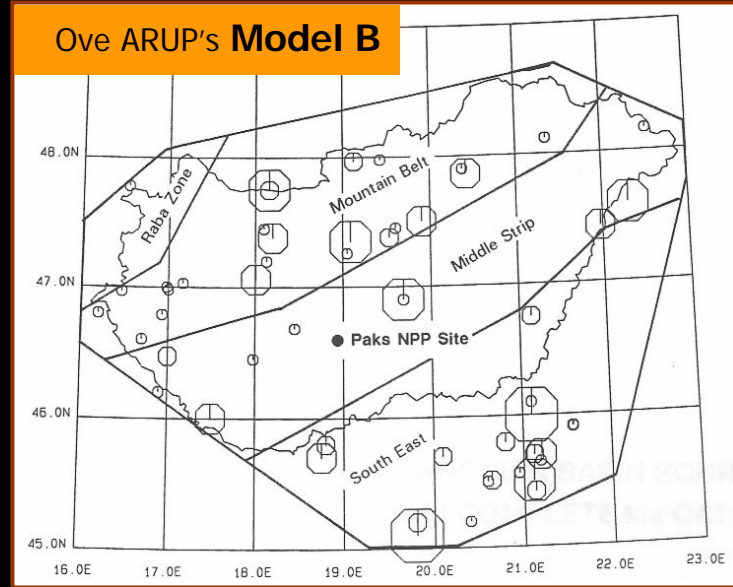 Ove ARUP's Model B
48.0N
47.0N
46.0N
45.0N
Raba Zone
Mountain Belt
Middle Strip
Paks NPP Site
South East
16.0E 17.0E 18.0E 19.0E 20.0E 21.0E 22.0E 23.0E